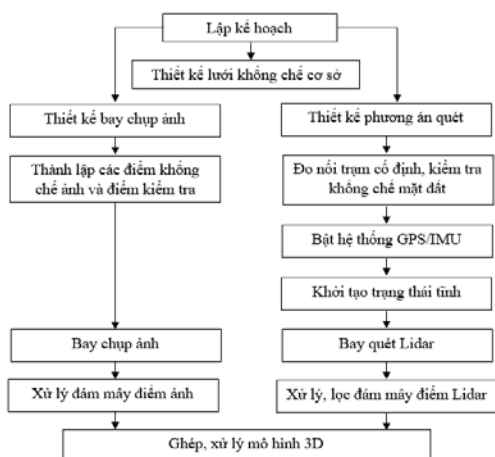 Lập kế hoạch
Thiết kế lưới khống chế cơ sở
Thiết kế bay chụp ảnh
Thiết kế phương án quét
Thành lập các điểm khống
chế ảnh và điểm kiểm tra
Đo nối trạm cố định, kiểm tra
khống chế mặt đất
Bật hệ thống GPS/IMU
Khởi tạo trạng thái tĩnh
Bay chụp ảnh
Bay quét Lidar
Xử lý đám mây điểm ảnh
Xử lý, lọc đám mây điểm Lidar
Ghép, xử lý mô hình 3D